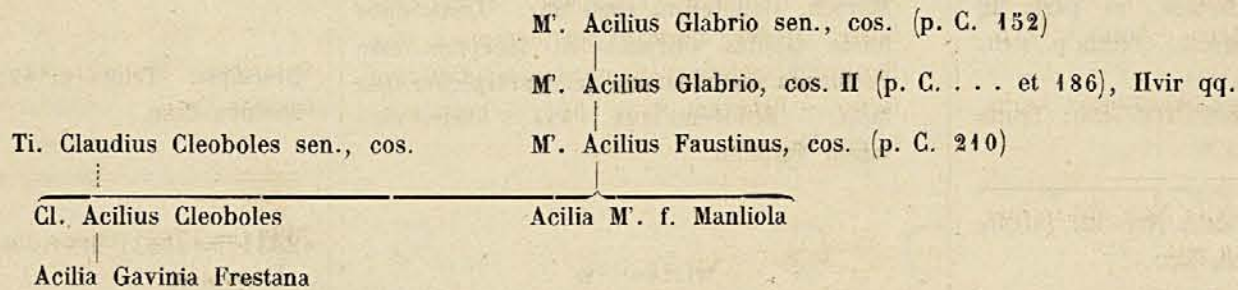 M'. Acilius Glabrio sen., cos. (p. C. 152)
M'. Acilius Glabrio, cos. II (p. C. . . . et 186), IIvir qq.
Ti. Claudius Cleoboles sen., cos. M'. Acilius Faustinus, cos. (p. C. 210)
Cl. Acilius Cleoboles Acilia M'. f. Manliola
Acilia Gavinia Frestana